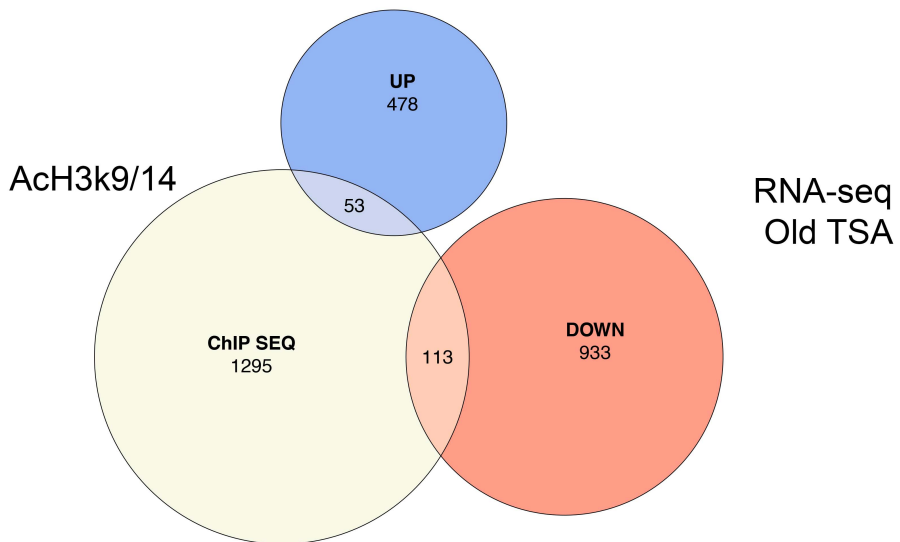 UP
478
AcH3k9/14
RNA-seq
Old TSA
53
DOWN
933
ChIP SEQ
1295
113